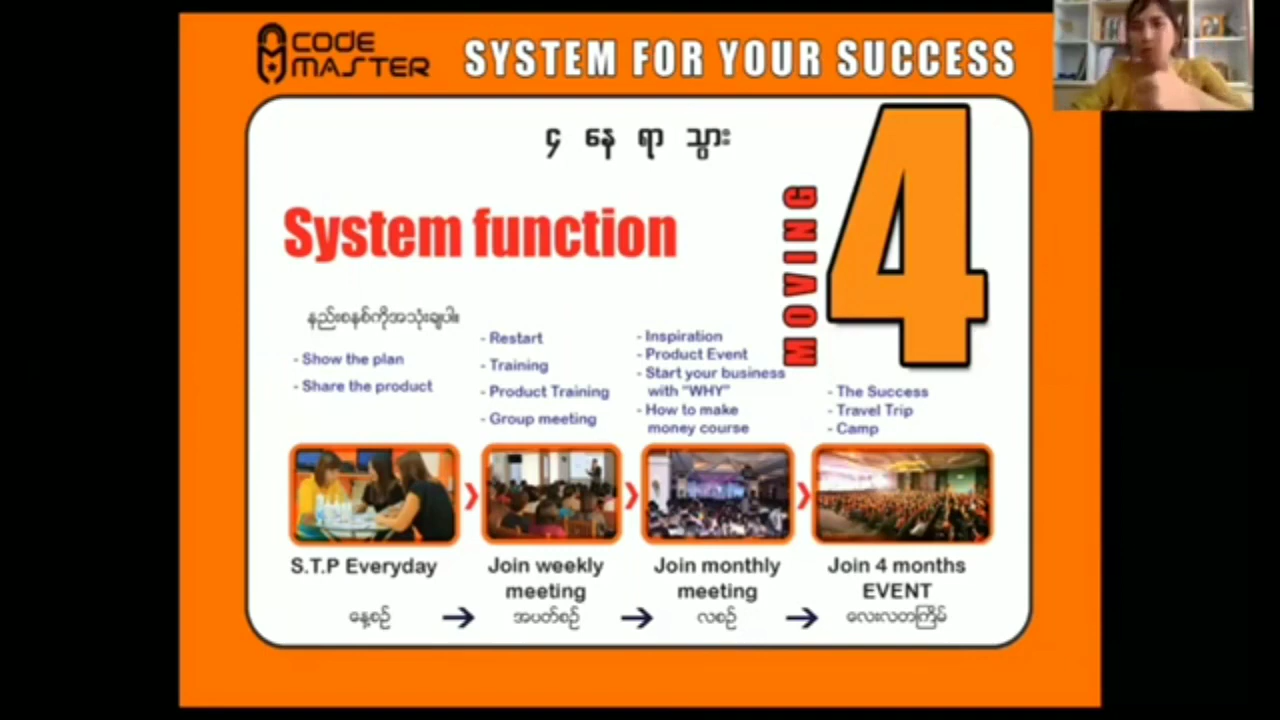 CODE
MASTER
SYSTEM FOR YOUR SUCCESS
၄ နေ ရာ သွား
System function
MOVING
4
နည်းစနစ်ကိုအသုံးချပါ။
- Show the plan
- Share the product
- Restart
- Training
- Product Training
- Group meeting
- Inspiration
- Product Event
- Start your business
with "WHY"
- How to make
money course
- The Success
- Travel Trip
- Camp
S.T.P Everyday
နေ့စဉ်
Join weekly
meeting
အပတ်စဉ်
Join monthly
meeting
လစဉ်
Join 4 months
EVENT
လေးလတကြိမ်